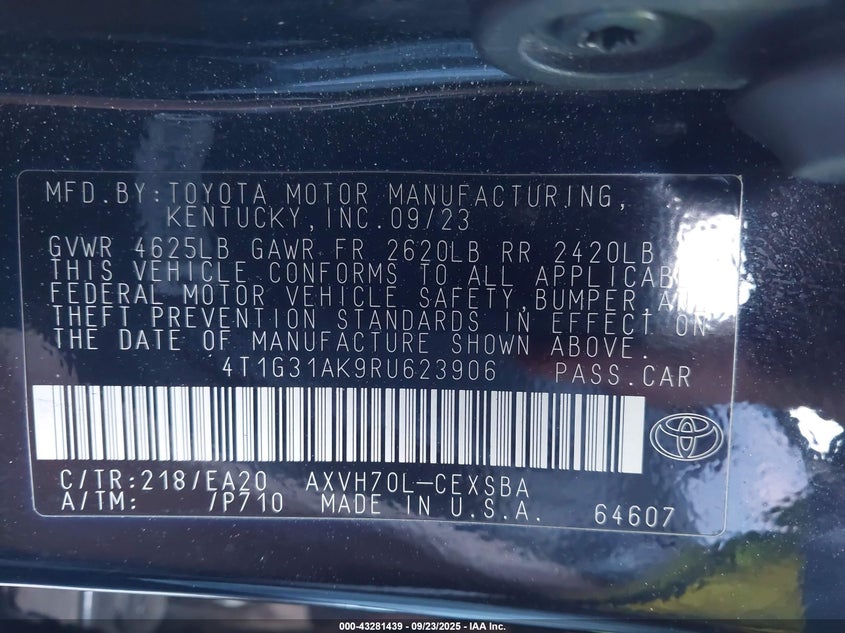 MFD.BY:TOYOTA MOTOR MANUFACTURING,
KENTUCKY,INC.09/23
GVWR 4625LB GAWR FR 2620LB RR 2420LB
THIS VEHICLE CONFORMS TO ALL APPLICAB
FEDERAL MOTOR VEHICLE SAFETY,BUMPER AND
THEFT PREVENTION STANDARDS IN EFFECT ON
THE DATE OF MANUFACTURE SHOWN ABOVE.
4T1G31AK9RU623906 PASS.CAR
C/TR:218/EA20 AXVH70L-CEXSBA
A/TM: /P710 MADE IN U.S.A. 64607
000-43281439 - 09/23/2025 - IAA Inc.